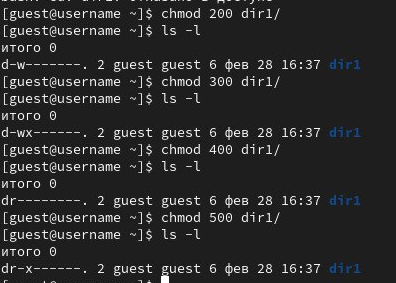 [guest@username ~]$ chmod 200 dir1/
[guest@username ~]$ ls -l
итого 0
d-w-------. 2 guest guest 6 фев 28 16:37 dir1
[guest@username ~]$ chmod 300 dir1/
[guest@username ~]$ ls -l
итого 0
d-wx------. 2 guest guest 6 фев 28 16:37 dir1
[guest@username ~]$ chmod 400 dir1/
[guest@username ~]$ ls -l
итого 0
dr--------. 2 guest guest 6 фев 28 16:37 dir1
[guest@username ~]$ chmod 500 dir1/
[guest@username ~]$ ls -l
итого 0
dr-x------. 2 guest guest 6 фев 28 16:37 dir1